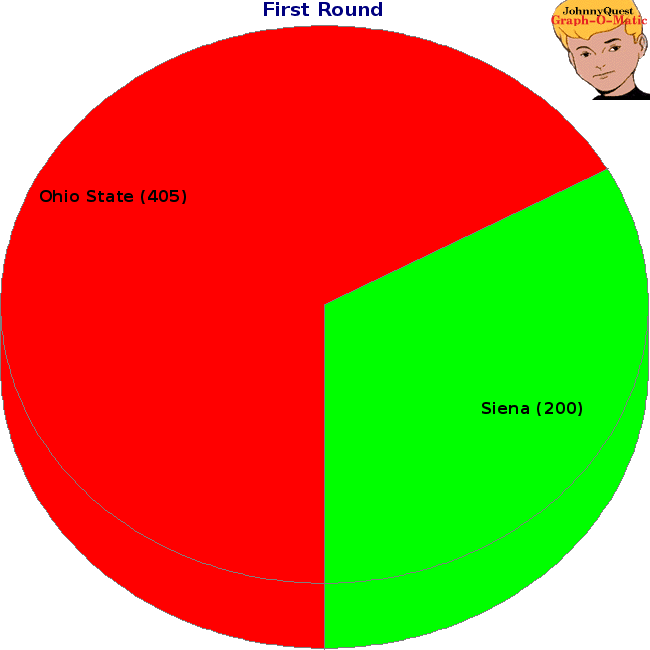 First Round
JohnnyQuest
Graph-O-Matic
Ohio State (405)
Siena (200)